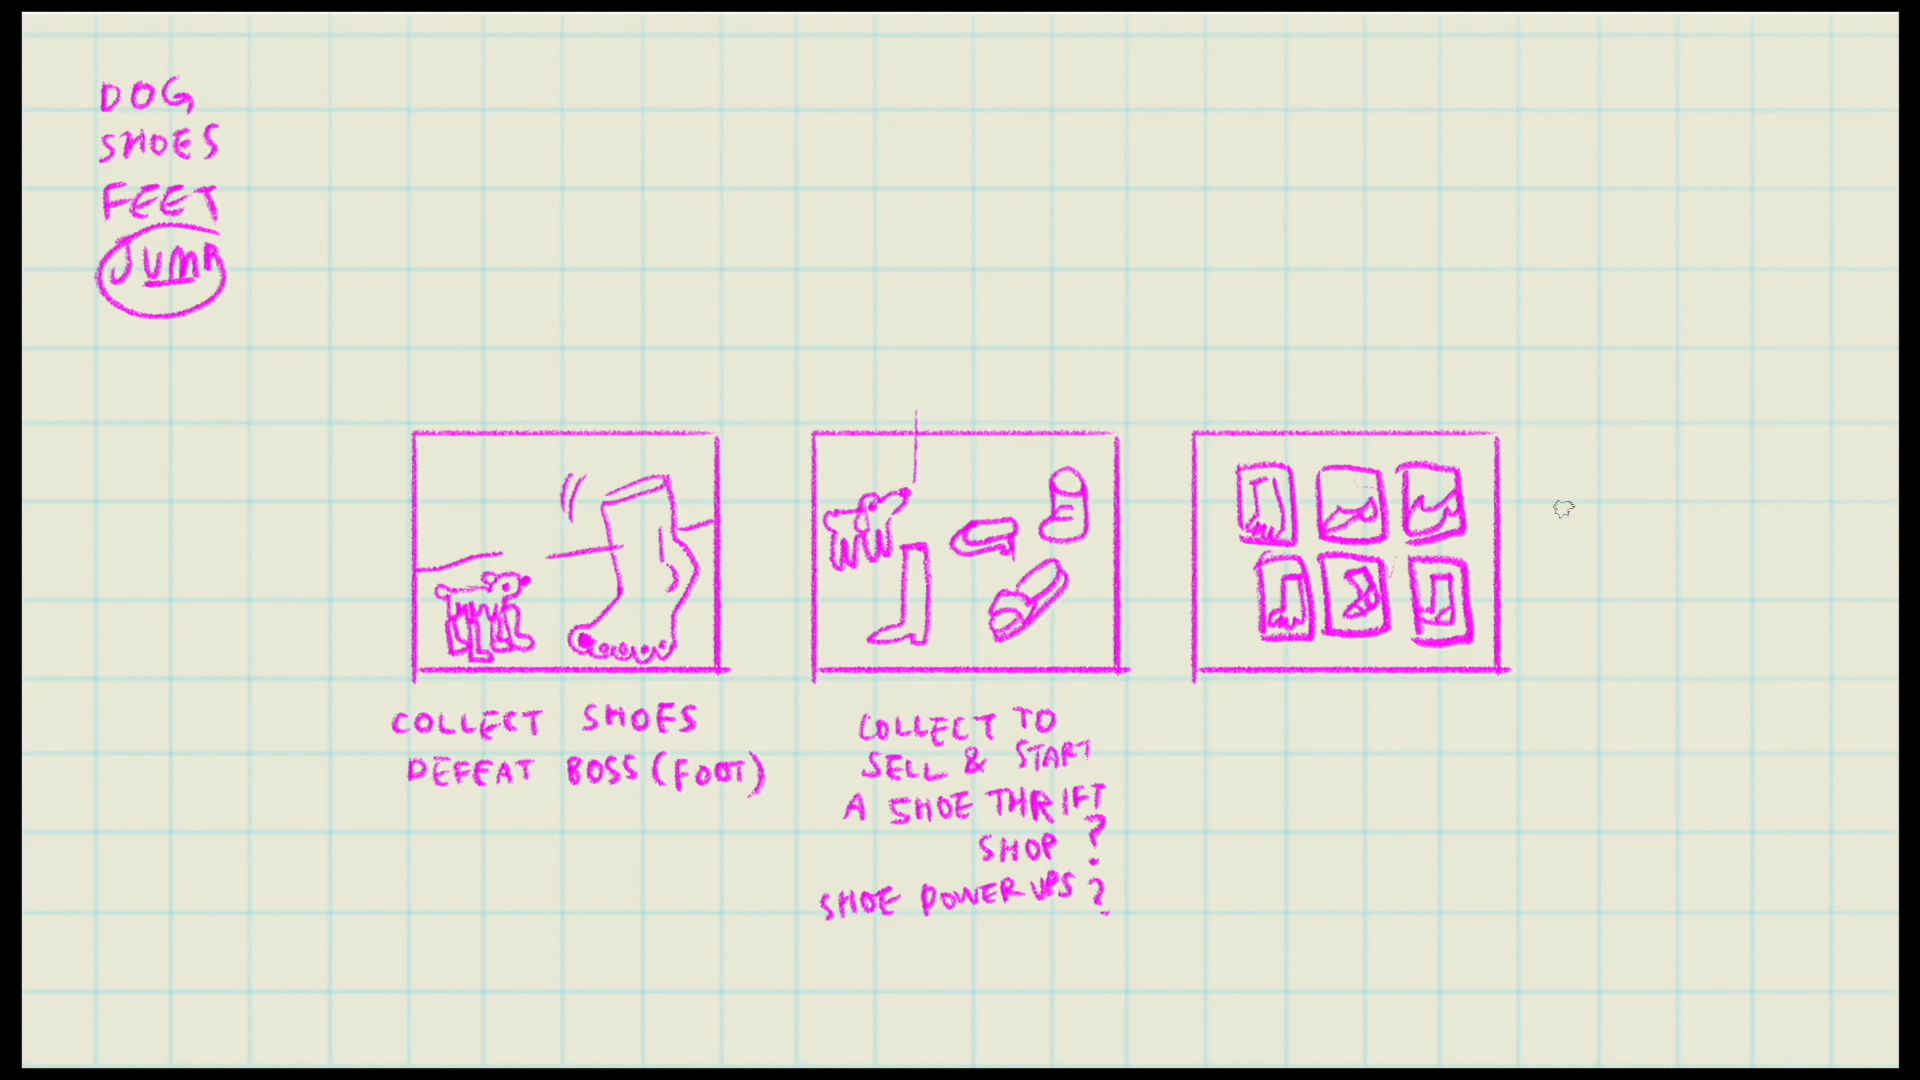 DOG
SHOES
FEET
JUMP
COLLECT SHOES
DEFEAT BOSS (FOOT)
COLLECT TO
SELL & START
A SHOE THRIFT
SHOP ?
SHOE POWER UPS ?